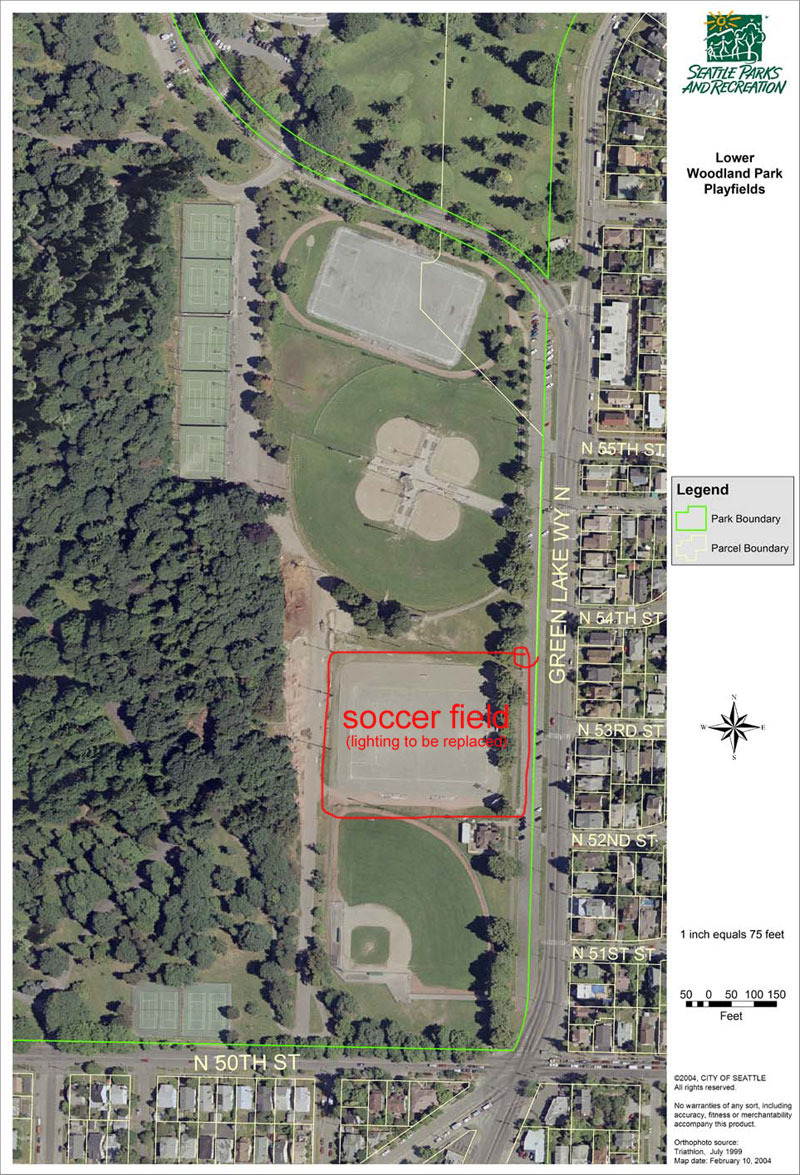 SEATTLE PARKS
AND RECREATION
Lower
Woodland Park
Playfields
N 55TH ST
Legend
Park Boundary
Parcel Boundary
GREEN LAKE WY N
N 54TH ST
soccer field
(lighting to be replaced)
N 53RD ST
N
W
E
S
N 52ND ST
1 inch equals 75 feet
N 51ST ST
50 0 50 100 150
Feet
N 50TH ST
©2004, CITY OF SEATTLE
All rights reserved.
No warranties of any sort, including
accuracy, fitness or merchantability
accompany this product.
Orthophoto source:
Triathlon, July 1999
Map date: February 10, 2004